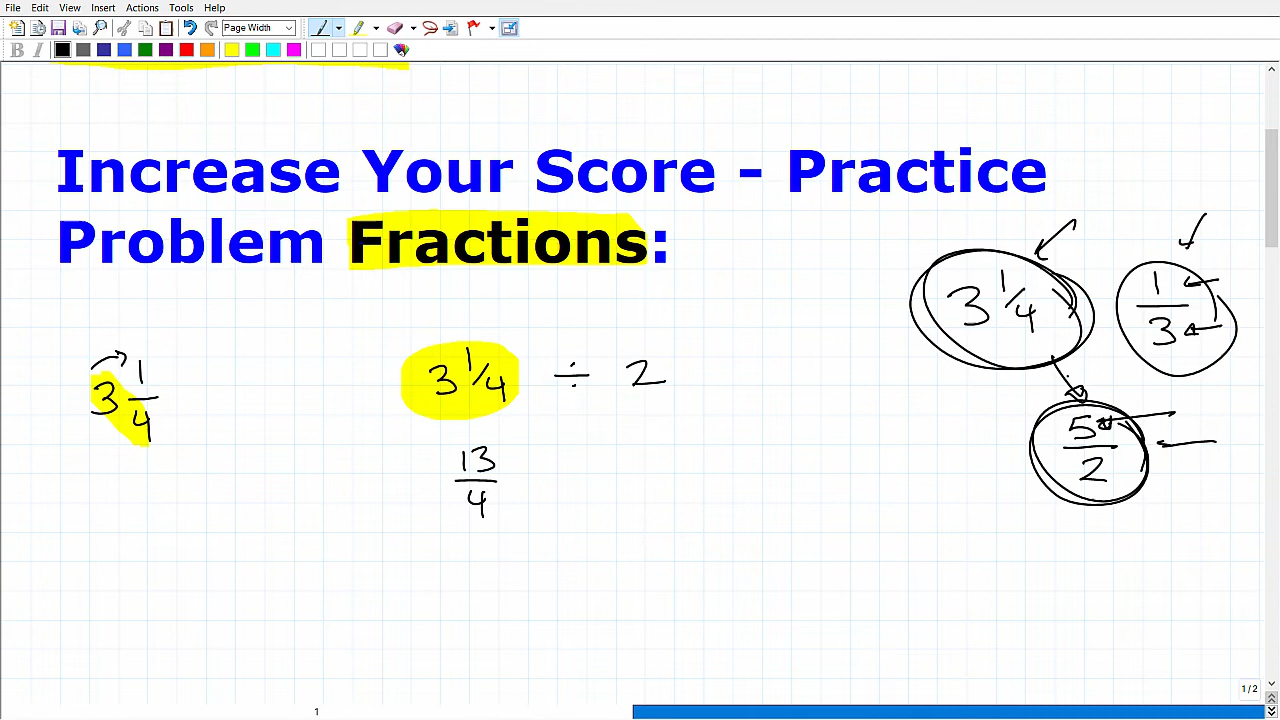 File Edit View Insert Actions Tools Help
Page Width
B I
Increase Your Score - Practice
Problem Fractions:
3 1/4
1/3
3 1/4
3 1/4 ÷ 2
5/2
13/4
1/2
1